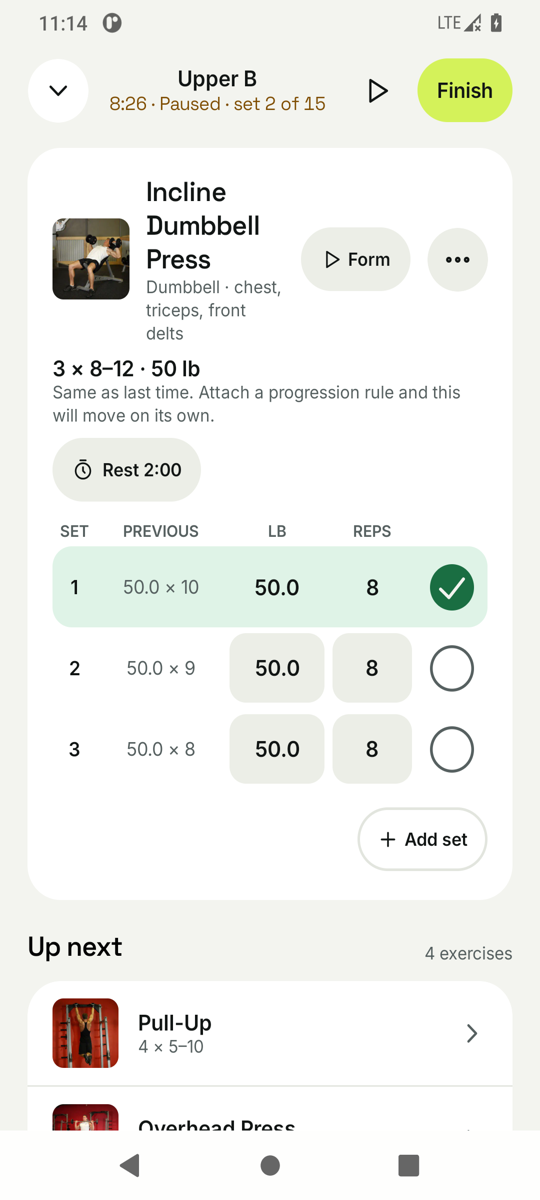 11:14
LTE
Upper B
8:26 · Paused · set 2 of 15
Finish
Incline
Dumbbell
Press
Dumbbell · chest,
triceps, front
delts
Form
3 × 8–12 · 50 lb
Same as last time. Attach a progression rule and this
will move on its own.
Rest 2:00
SET PREVIOUS LB REPS
1 50.0 × 10 50.0 8
2 50.0 × 9 50.0 8
3 50.0 × 8 50.0 8
+ Add set
Up next
4 exercises
Pull-Up
4 × 5–10
Overhead Press